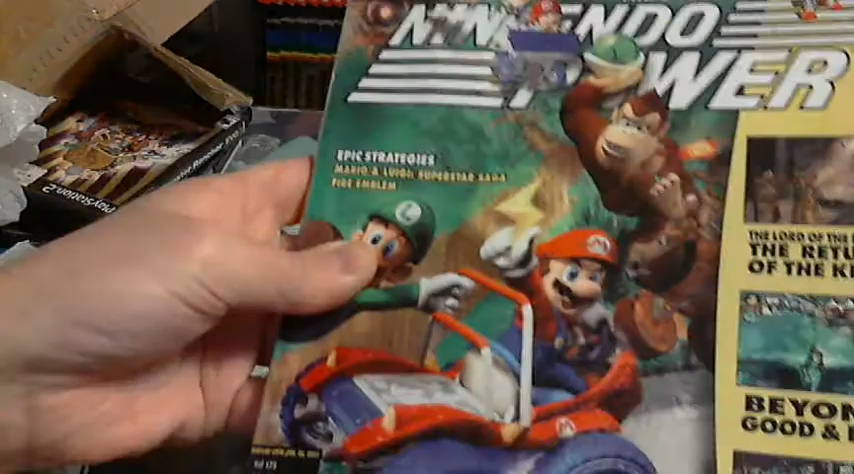 NINTENDO
POWER
EPIC STRATEGIES
MARIO & LUIGI: SUPERSTAR SAGA
FIRE EMBLEM
THE LORD OF THE
THE RETU
OF THE KI
BEYON
GOOD & E
PlayStation 2